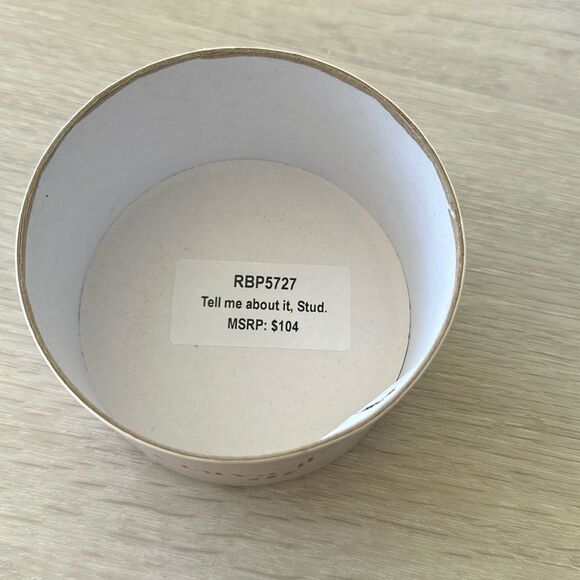 RBP5727
Tell me about it, Stud.
MSRP: $104